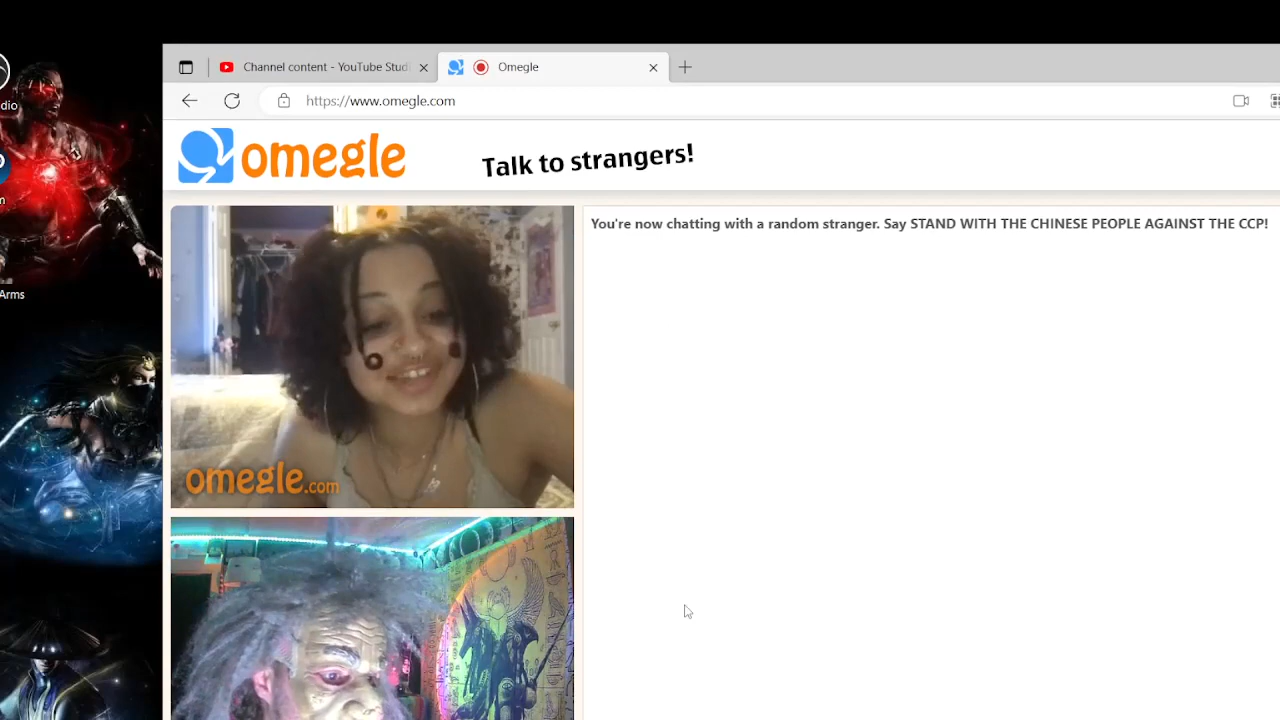 dio
m
Arms
Channel content - YouTube Studi
Omegle
https://www.omegle.com
omegle
Talk to strangers!
You're now chatting with a random stranger. Say STAND WITH THE CHINESE PEOPLE AGAINST THE CCP!
omegle.com